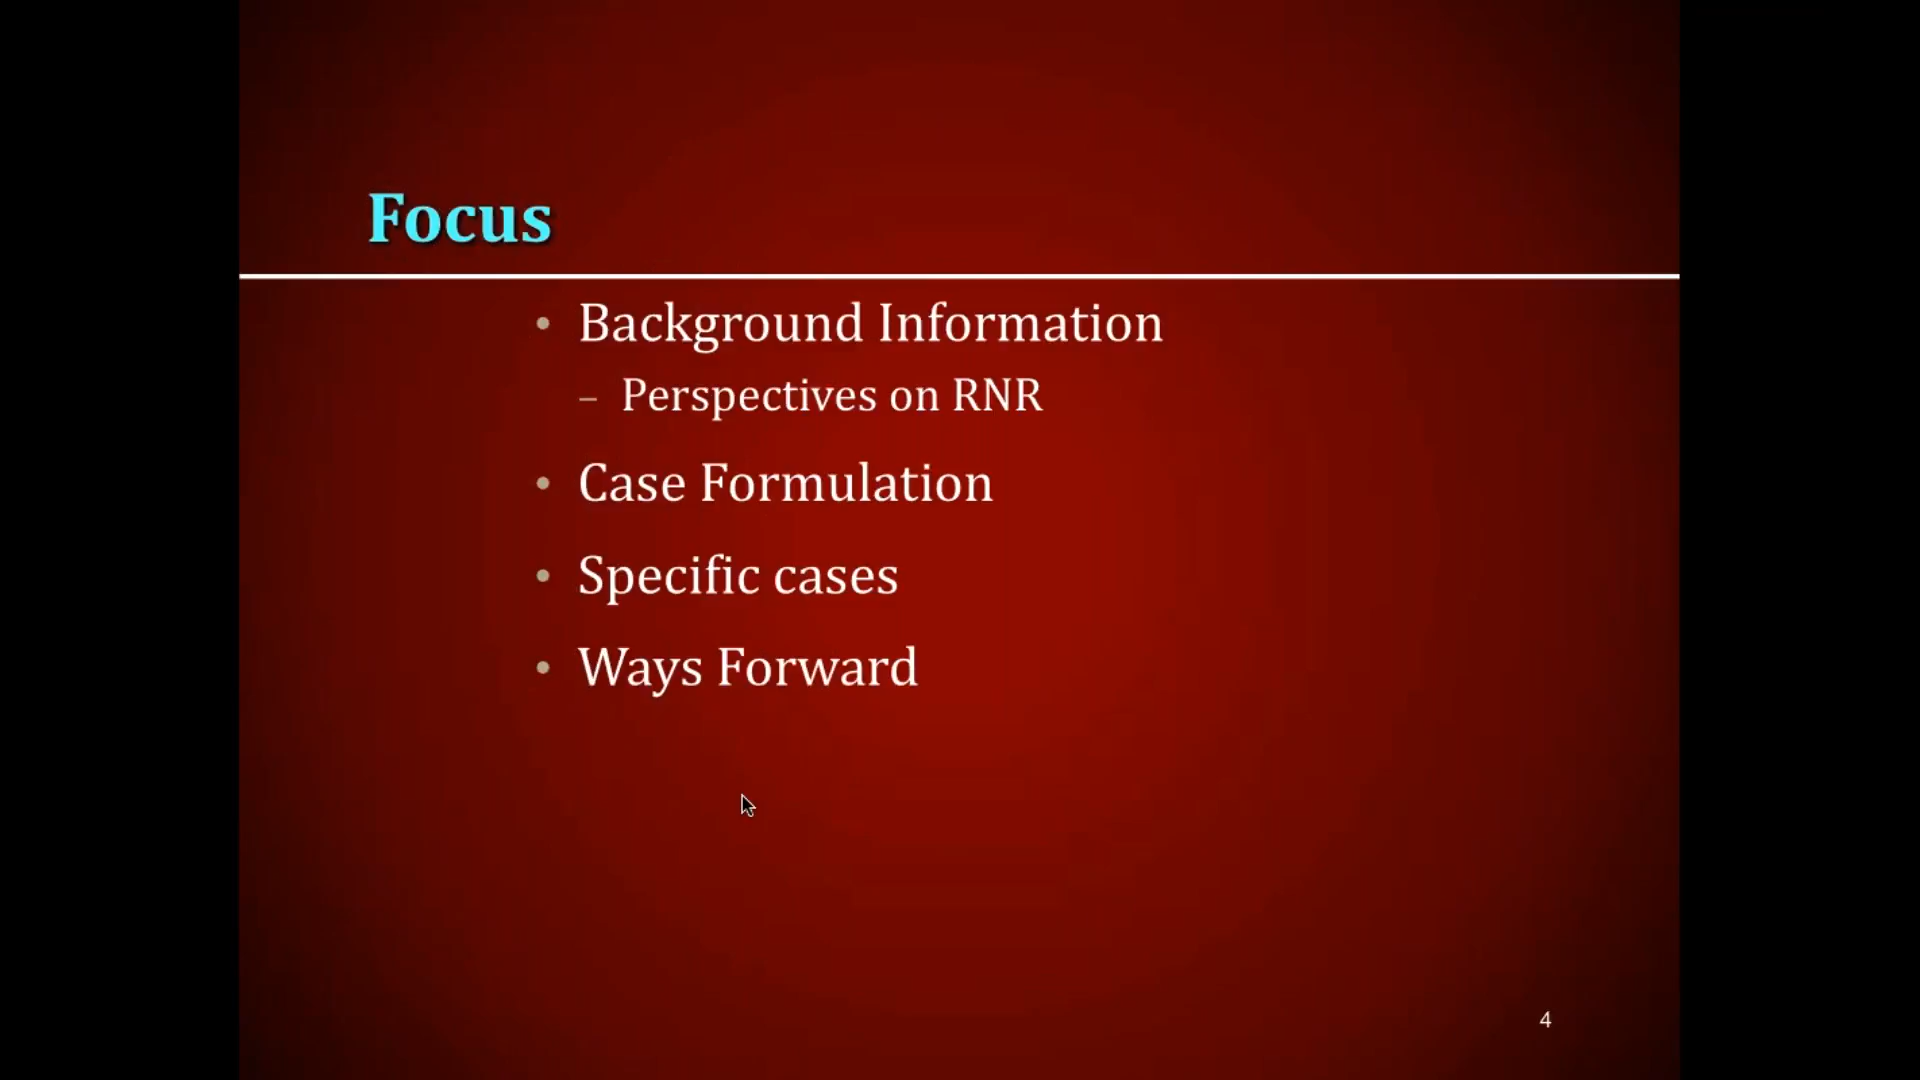 Focus
• Background Information
– Perspectives on RNR
• Case Formulation
• Specific cases
• Ways Forward
4